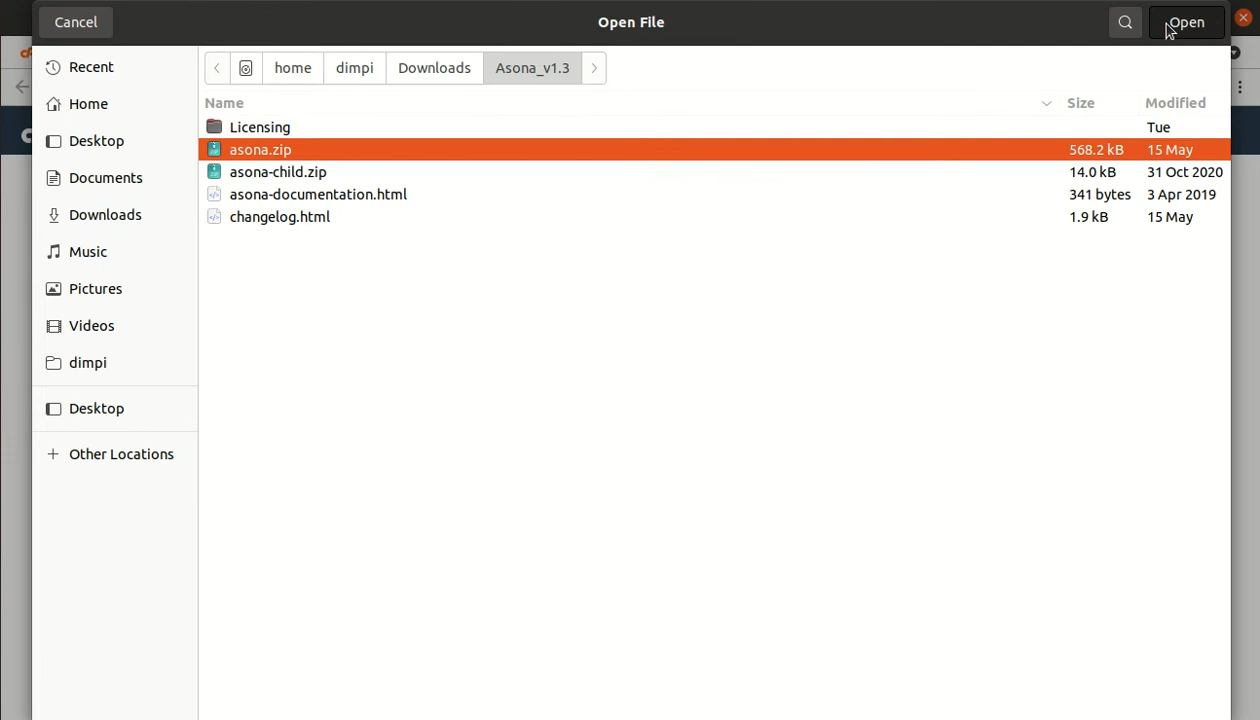 Cancel
Open File
Open
Recent
Home
Desktop
Documents
Downloads
Music
Pictures
Videos
dimpi
Desktop
Other Locations
home dimpi Downloads Asona_v1.3
Name Size Modified
Licensing Tue
asona.zip 568.2 kB 15 May
asona-child.zip 14.0 kB 31 Oct 2020
asona-documentation.html 341 bytes 3 Apr 2019
changelog.html 1.9 kB 15 May